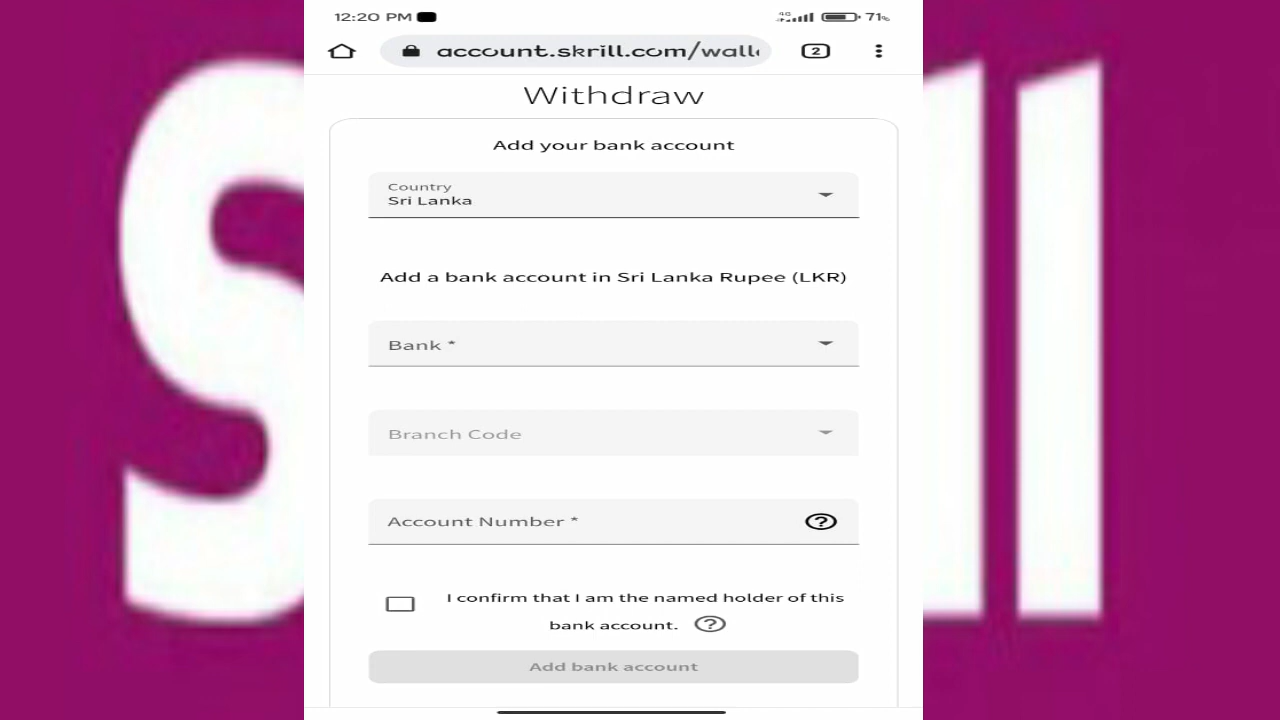 12:20 PM
4G
71%
account.skrill.com/wall
2
Withdraw
Add your bank account
Country
Sri Lanka
Add a bank account in Sri Lanka Rupee (LKR)
Bank *
Branch Code
Account Number *
I confirm that I am the named holder of this
bank account.
Add bank account